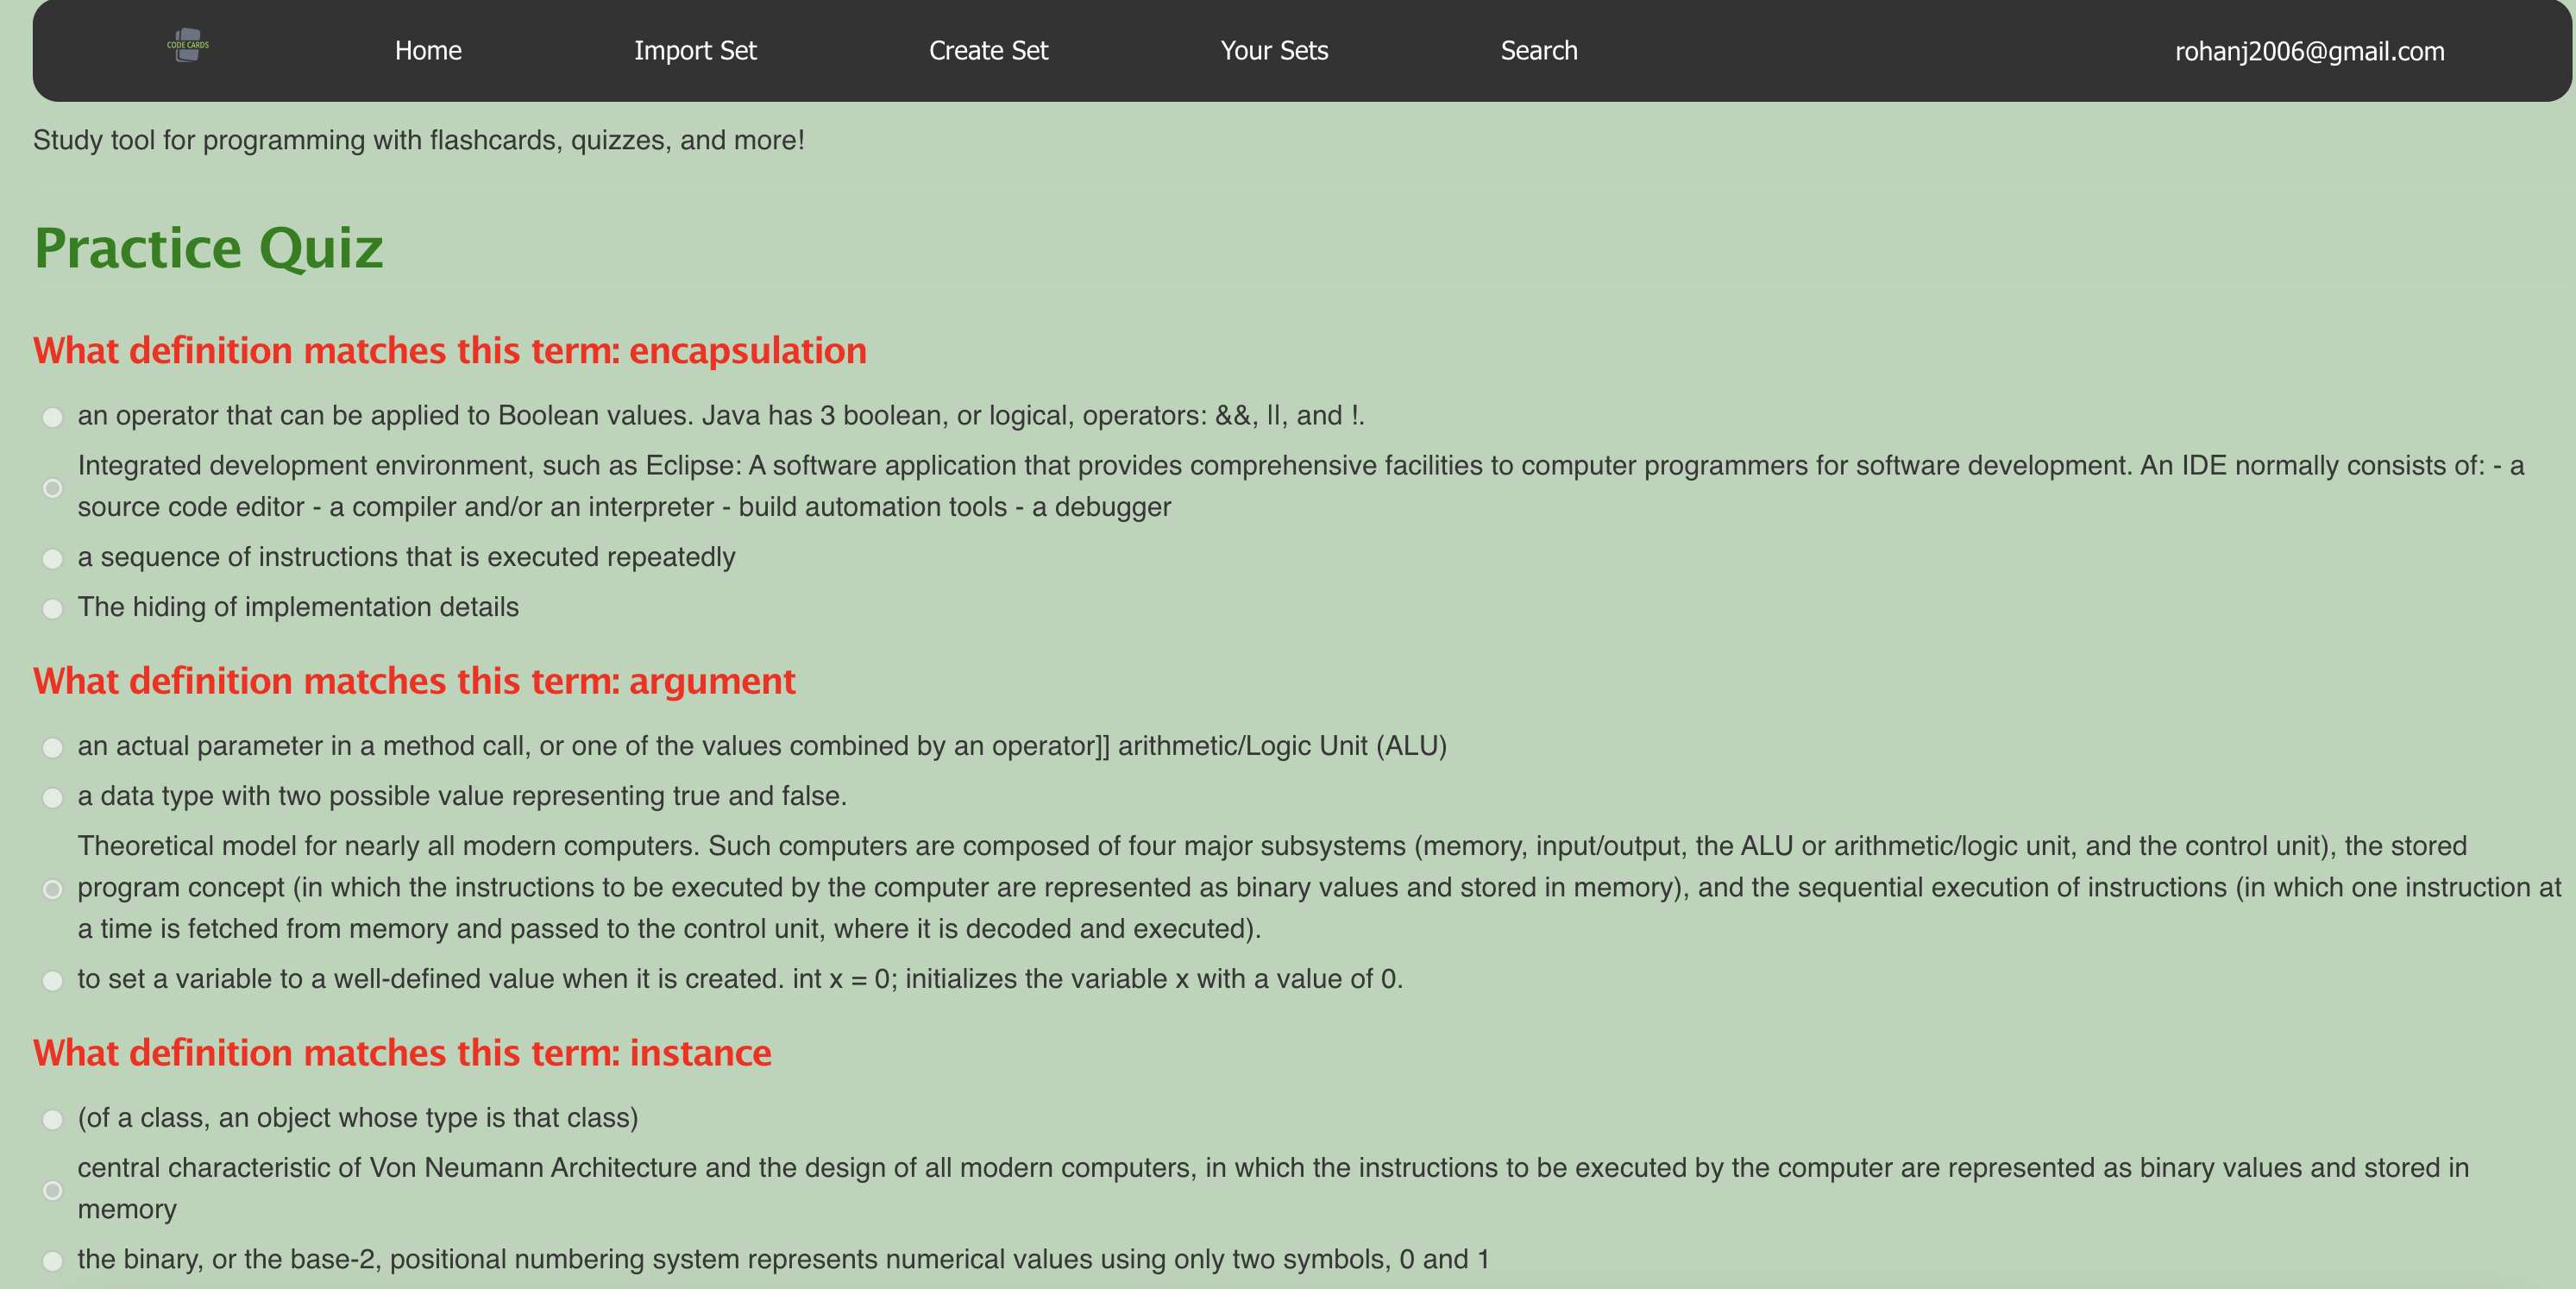 CODE CARDS
Home
Import Set
Create Set
Your Sets
Search
rohanj2006@gmail.com
Study tool for programming with flashcards, quizzes, and more!
Practice Quiz
What definition matches this term: encapsulation
an operator that can be applied to Boolean values. Java has 3 boolean, or logical, operators: &&, ||, and !.
Integrated development environment, such as Eclipse: A software application that provides comprehensive facilities to computer programmers for software development. An IDE normally consists of: - a
source code editor - a compiler and/or an interpreter - build automation tools - a debugger
a sequence of instructions that is executed repeatedly
The hiding of implementation details
What definition matches this term: argument
an actual parameter in a method call, or one of the values combined by an operator]] arithmetic/Logic Unit (ALU)
a data type with two possible value representing true and false.
Theoretical model for nearly all modern computers. Such computers are composed of four major subsystems (memory, input/output, the ALU or arithmetic/logic unit, and the control unit), the stored
program concept (in which the instructions to be executed by the computer are represented as binary values and stored in memory), and the sequential execution of instructions (in which one instruction at
a time is fetched from memory and passed to the control unit, where it is decoded and executed).
to set a variable to a well-defined value when it is created. int x = 0; initializes the variable x with a value of 0.
What definition matches this term: instance
(of a class, an object whose type is that class)
central characteristic of Von Neumann Architecture and the design of all modern computers, in which the instructions to be executed by the computer are represented as binary values and stored in
memory
the binary, or the base-2, positional numbering system represents numerical values using only two symbols, 0 and 1